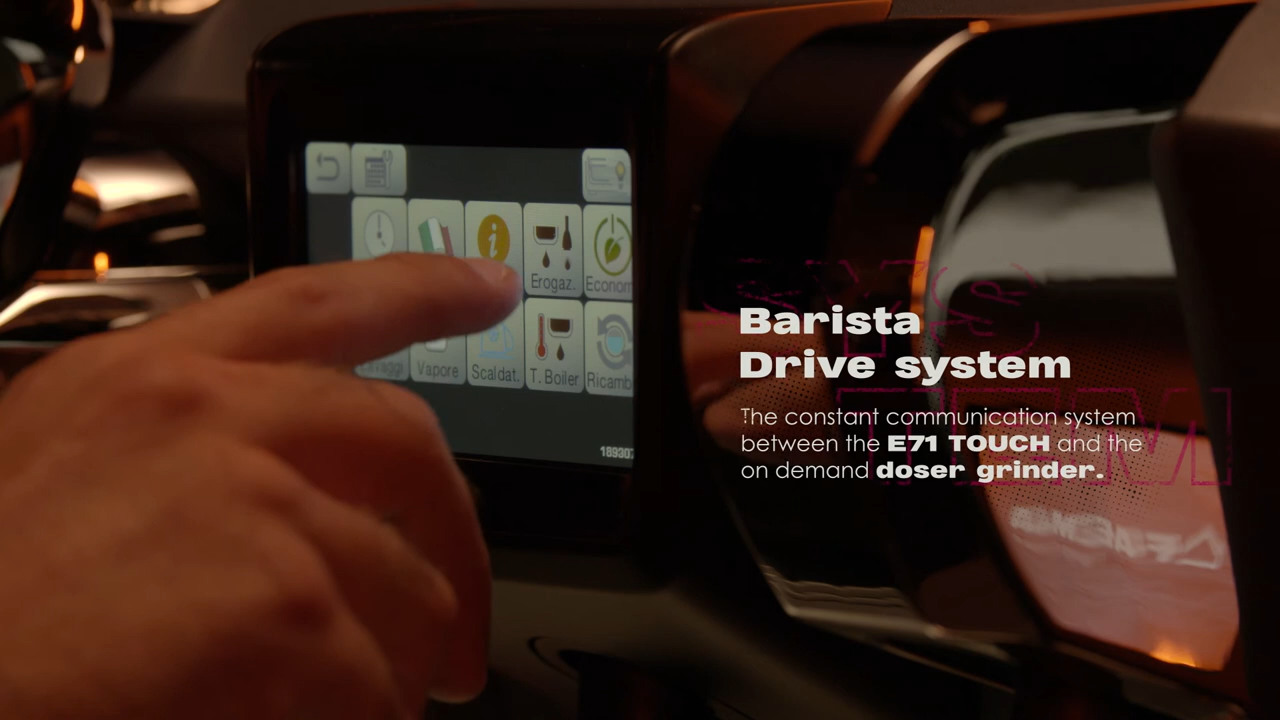 Erogaz.
Econom
Vapore
Scaldat.
T. Boiler
Ricamb
189307
Barista
Drive system
The constant communication system
between the E71 TOUCH and the
on demand doser grinder.